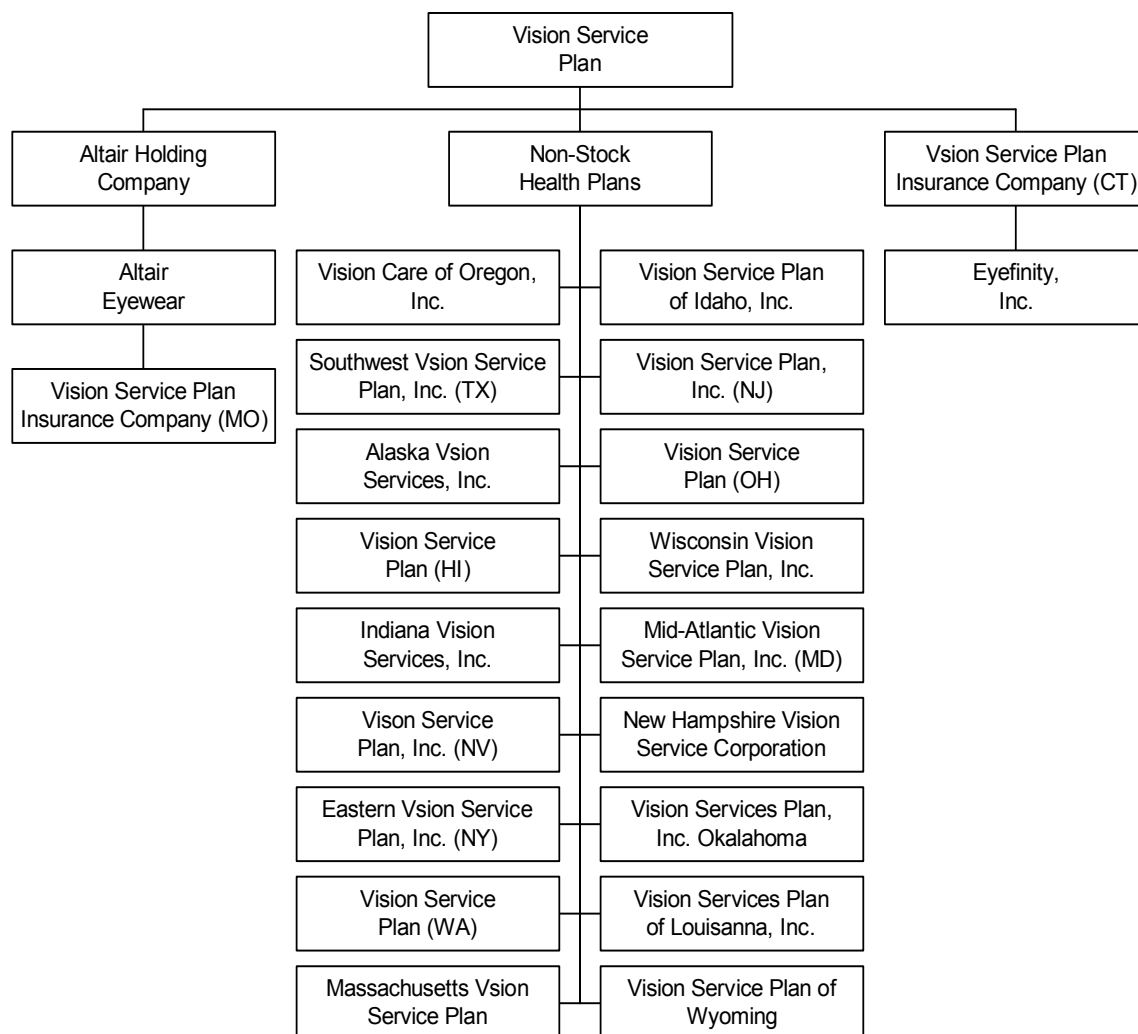 Vision Service
Plan
Altair Holding
Company
Non-Stock
Health Plans
Vsion Service Plan
Insurance Company (CT)
Altair
Eyewear
Vision Care of Oregon,
Inc.
Vision Service Plan
of Idaho, Inc.
Eyefinity,
Inc.
Vision Service Plan
Insurance Company (MO)
Southwest Vsion Service
Plan, Inc. (TX)
Vision Service Plan,
Inc. (NJ)
Alaska Vsion
Services, Inc.
Vision Service
Plan (OH)
Vision Service
Plan (HI)
Wisconsin Vision
Service Plan, Inc.
Indiana Vision
Services, Inc.
Mid-Atlantic Vision
Service Plan, Inc. (MD)
Vison Service
Plan, Inc. (NV)
New Hampshire Vision
Service Corporation
Eastern Vsion Service
Plan, Inc. (NY)
Vision Services Plan,
Inc. Okalahoma
Vision Service
Plan (WA)
Vision Services Plan
of Louisanna, Inc.
Massachusetts Vsion
Service Plan
Vision Service Plan of
Wyoming